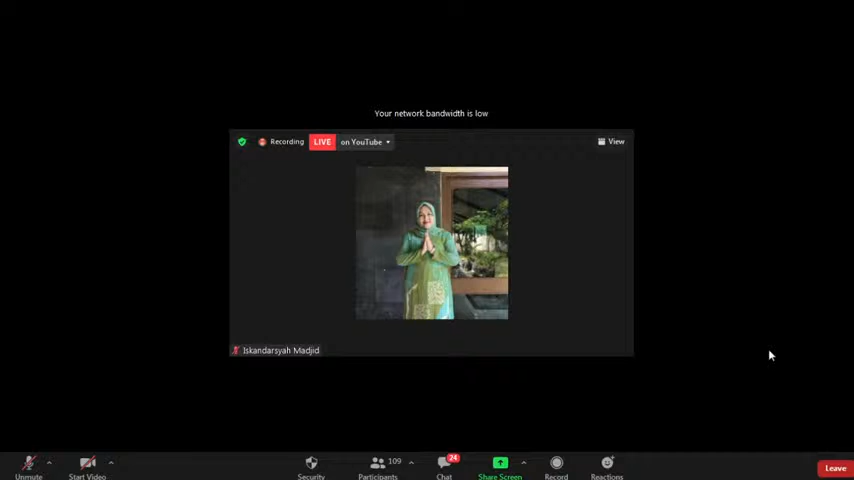 Your network bandwidth is low
Recording LIVE on YouTube View
Iskandarsyah Madjid
109 24
Unmute Start Video Security Participants Chat Share Screen Record Reactions Leave